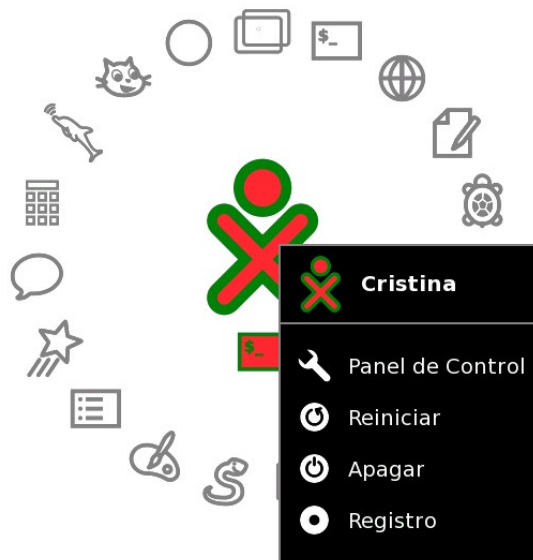 $_
$_
Cristina
Panel de Control
Reiniciar
Apagar
Registro